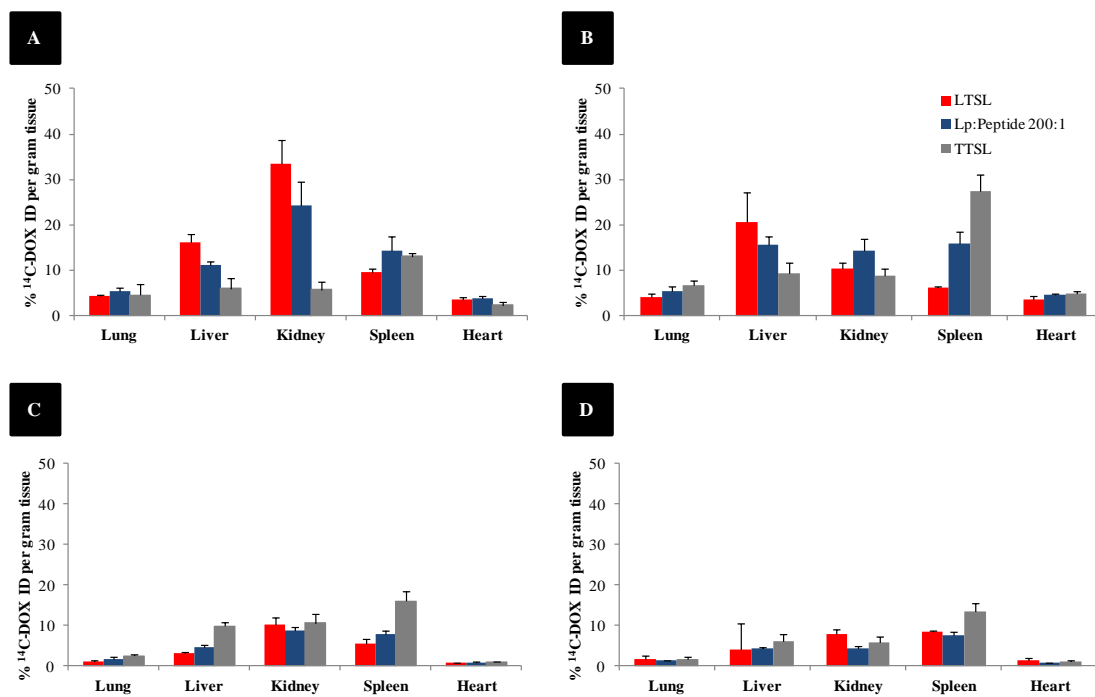 A
% ¹⁴C-DOX ID per gram tissue
50
40
30
20
10
0
Lung Liver Kidney Spleen Heart
B
% ¹⁴C-DOX ID per gram tissue
50
40
30
20
10
0
LTSL
Lp:Peptide 200:1
TTSL
Lung Liver Kidney Spleen Heart
C
% ¹⁴C-DOX ID per gram tissue
50
40
30
20
10
0
Lung Liver Kidney Spleen Heart
D
% ¹⁴C-DOX ID per gram tissue
50
40
30
20
10
0
Lung Liver Kidney Spleen Heart